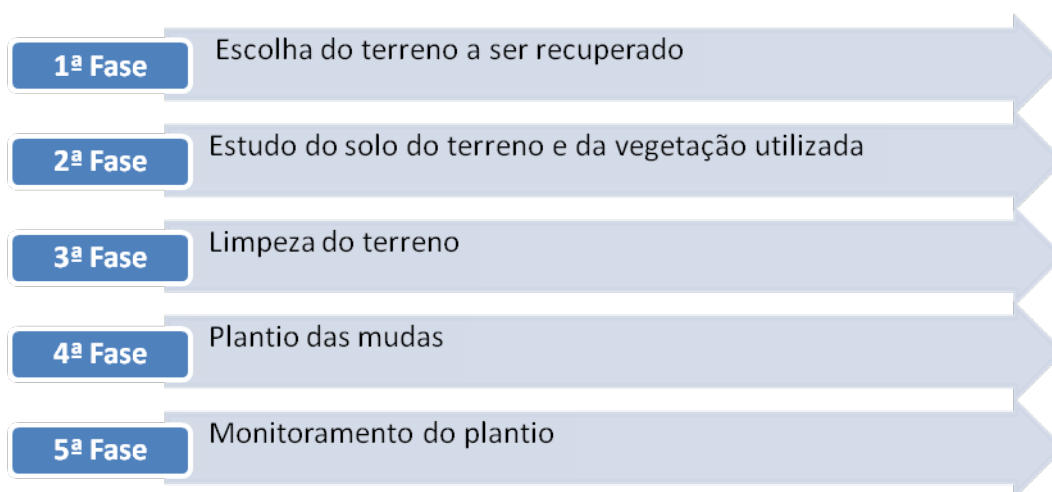 1ª Fase
Escolha do terreno a ser recuperado
2ª Fase
Estudo do solo do terreno e da vegetação utilizada
3ª Fase
Limpeza do terreno
4ª Fase
Plantio das mudas
5ª Fase
Monitoramento do plantio